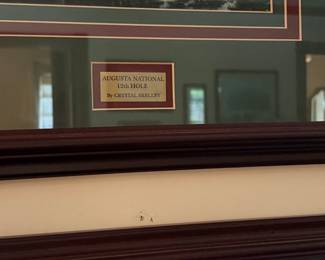 AUGUSTA NATIONAL
12th HOLE
By CRYSTAL SKELLEY